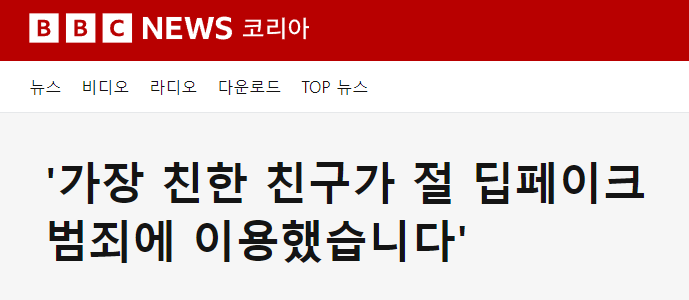 BBC NEWS 코리아
뉴스 비디오 라디오 다운로드 TOP 뉴스
'가장 친한 친구가 절 딥페이크
범죄에 이용했습니다'